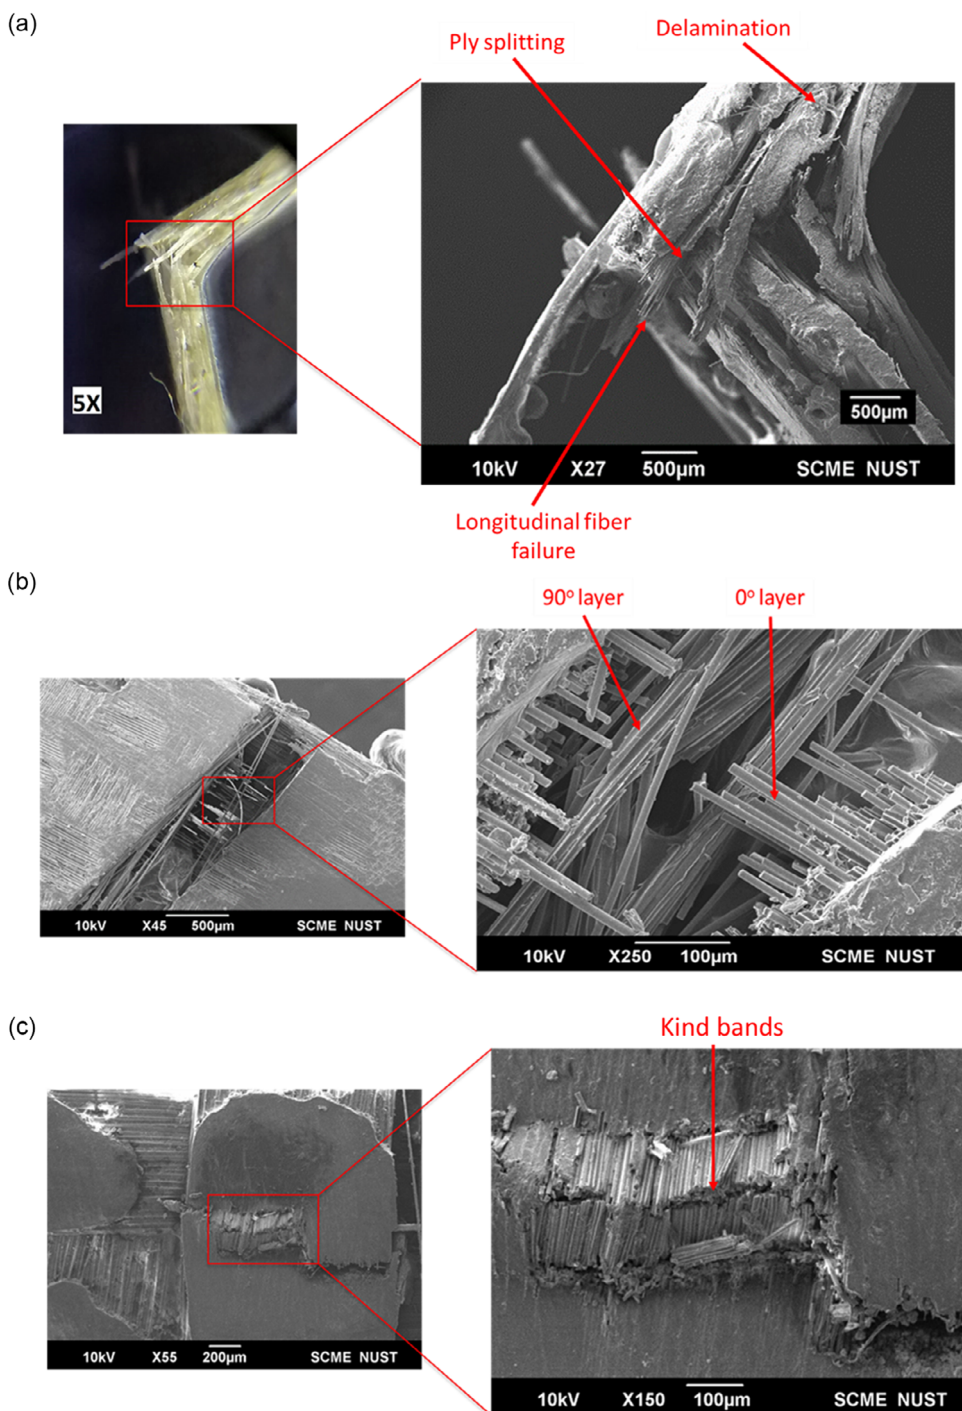 (a)
Ply splitting
Delamination
5X
500µm
10kV X27 500µm SCME NUST
Longitudinal fiber
failure
(b)
90° layer
0° layer
10kV X45 500µm SCME NUST
10kV X250 100µm SCME NUST
(c)
Kind bands
10kV X55 200µm SCME NUST
10kV X150 100µm SCME NUST